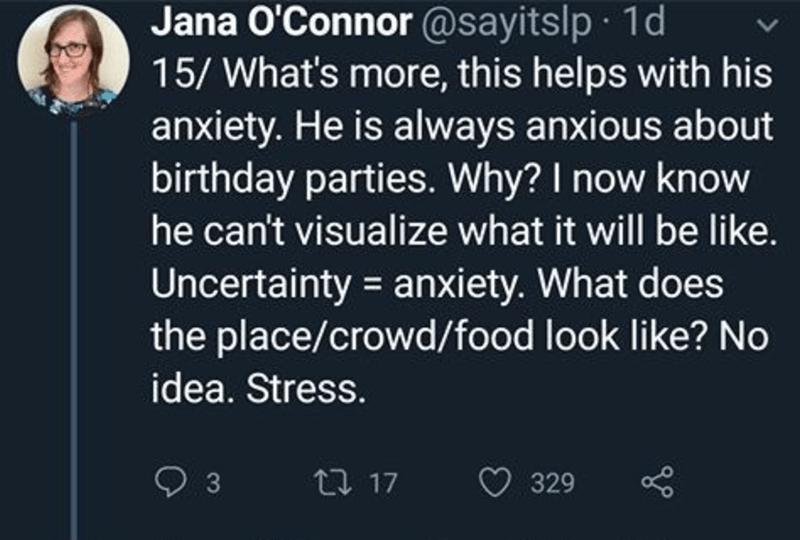 Jana O'Connor @sayitslp · 1d
15/ What's more, this helps with his
anxiety. He is always anxious about
birthday parties. Why? I now know
he can't visualize what it will be like.
Uncertainty = anxiety. What does
the place/crowd/food look like? No
idea. Stress.
3 17 329